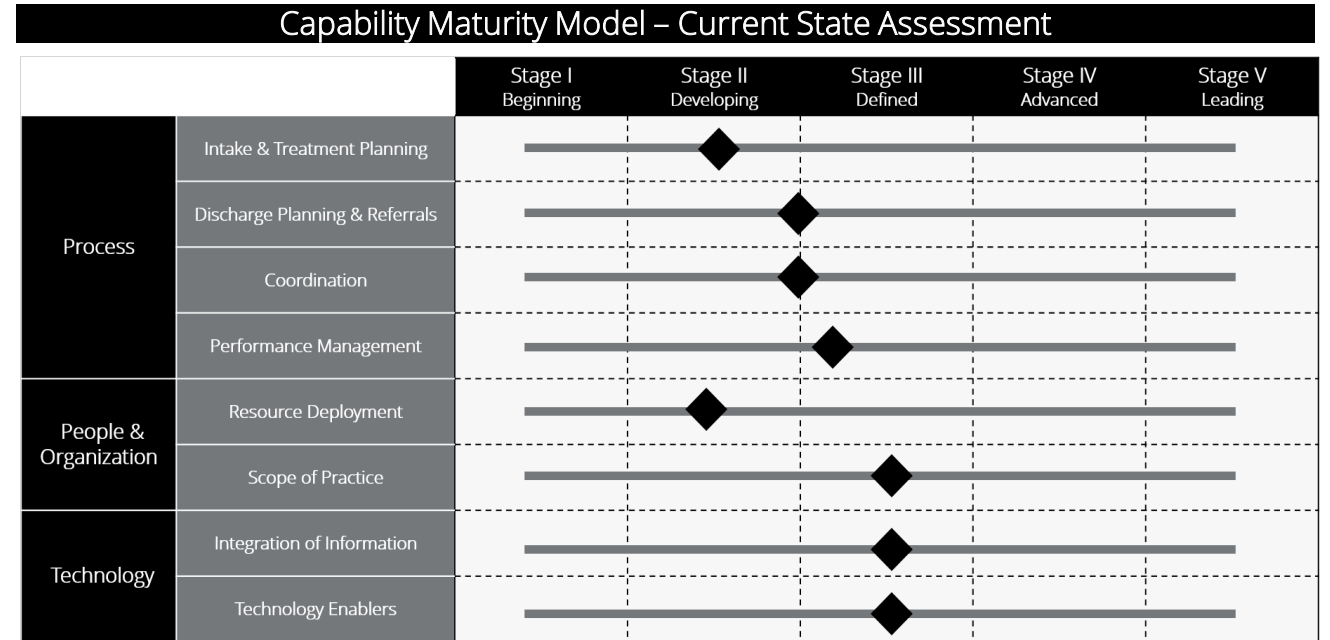 Capability Maturity Model – Current State Assessment
Stage I
Beginning
Stage II
Developing
Stage III
Defined
Stage IV
Advanced
Stage V
Leading
Process
Intake & Treatment Planning
Discharge Planning & Referrals
Coordination
Performance Management
People &
Organization
Resource Deployment
Scope of Practice
Technology
Integration of Information
Technology Enablers